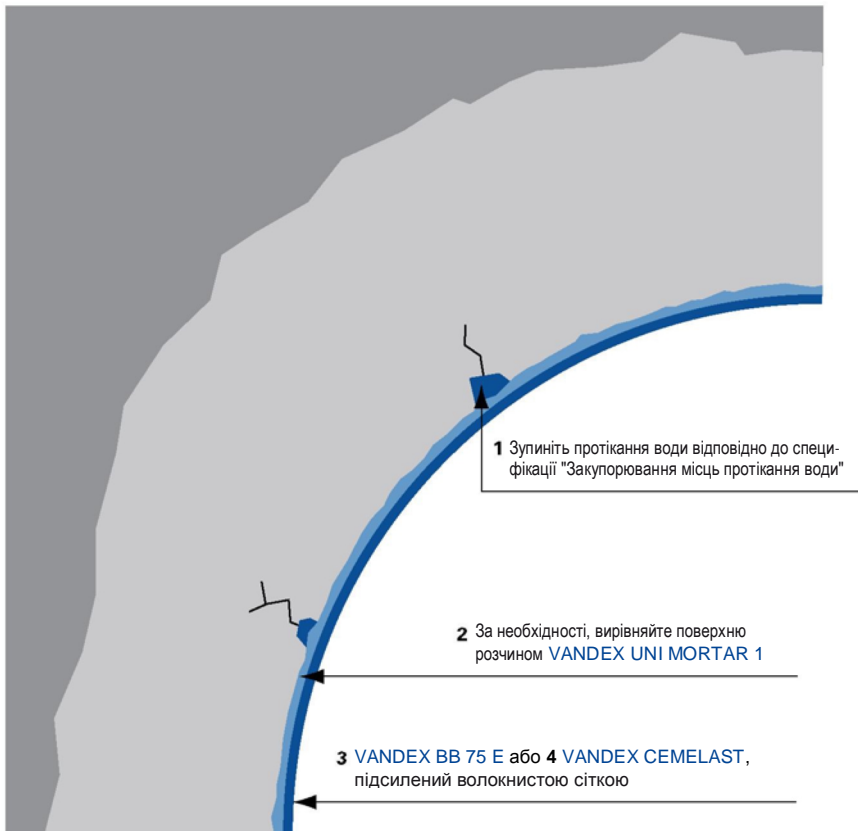 1 Зупиніть протікання води відповідно до специ-
фікації "Закупорювання місць протікання води"
2 За необхідності, вирівняйте поверхню
розчином VANDEX UNI MORTAR 1
3 VANDEX BB 75 E або 4 VANDEX CEMELAST,
підсилений волокнистою сіткою